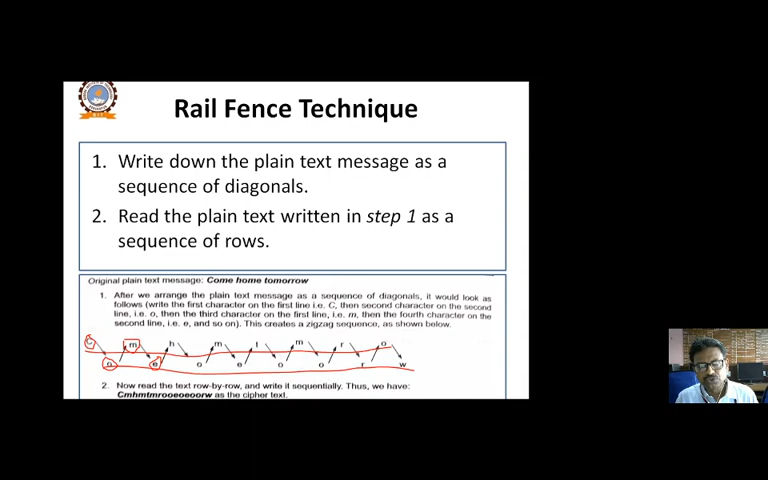 Rail Fence Technique
1. Write down the plain text message as a
sequence of diagonals.
2. Read the plain text written in step 1 as a
sequence of rows.
Original plain text message: Come home tomorrow
1. After we arrange the plain text message as a sequence of diagonals, it would look as
follows (write the first character on the first line i.e. C, then second character on the second
line, i.e. o, then the third character on the first line, i.e. m, then the fourth character on the
second line, i.e. e, and so on). This creates a zigzag sequence, as shown below.
C m h m t m r o
o e o e o o r w
2. Now read the text row-by-row, and write it sequentially. Thus, we have:
Cmhmtmrooeoeoorw as the cipher text.